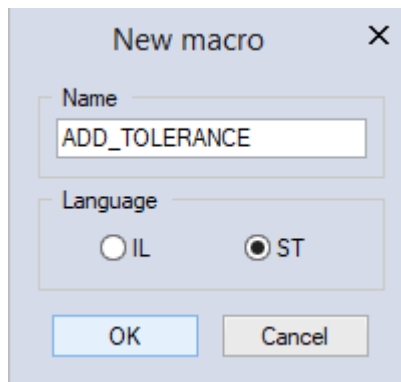 New macro
Name
ADD_TOLERANCE
Language
IL ST
OK Cancel